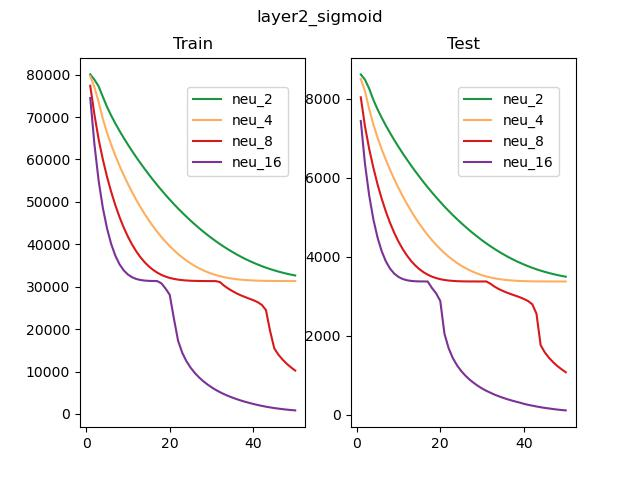 layer2_sigmoid
Train
Test
80000
70000
60000
50000
40000
30000
20000
10000
0
0
20
40
neu_2
neu_4
neu_8
neu_16
8000
6000
4000
2000
0
0
20
40
neu_2
neu_4
neu_8
neu_16